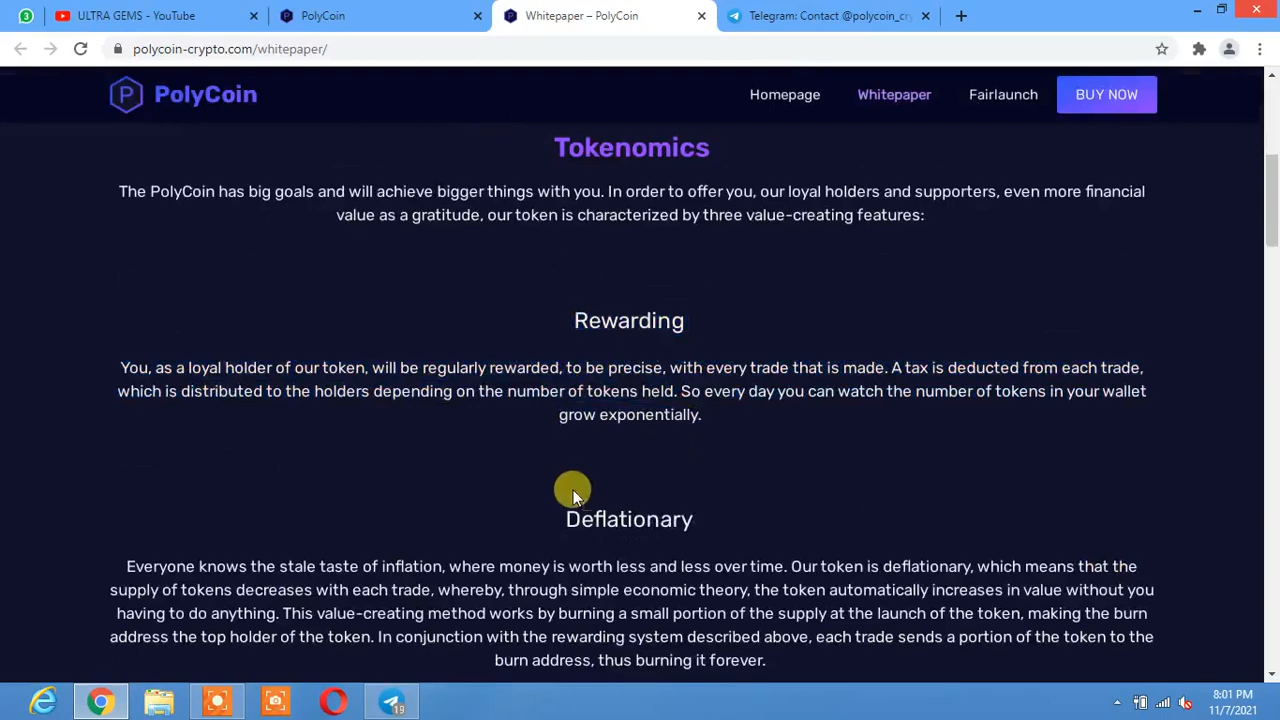 3
ULTRA GEMS - YouTube
PolyCoin
Whitepaper – PolyCoin
Telegram: Contact @polycoin_cr
polycoin-crypto.com/whitepaper/
P PolyCoin
Homepage
Whitepaper
Fairlaunch
BUY NOW
Tokenomics
The PolyCoin has big goals and will achieve bigger things with you. In order to offer you, our loyal holders and supporters, even more financial
value as a gratitude, our token is characterized by three value-creating features:
Rewarding
You, as a loyal holder of our token, will be regularly rewarded, to be precise, with every trade that is made. A tax is deducted from each trade,
which is distributed to the holders depending on the number of tokens held. So every day you can watch the number of tokens in your wallet
grow exponentially.
Deflationary
Everyone knows the stale taste of inflation, where money is worth less and less over time. Our token is deflationary, which means that the
supply of tokens decreases with each trade, whereby, through simple economic theory, the token automatically increases in value without you
having to do anything. This value-creating method works by burning a small portion of the supply at the launch of the token, making the burn
address the top holder of the token. In conjunction with the rewarding system described above, each trade sends a portion of the token to the
burn address, thus burning it forever.
19
8:01 PM
11/7/2021